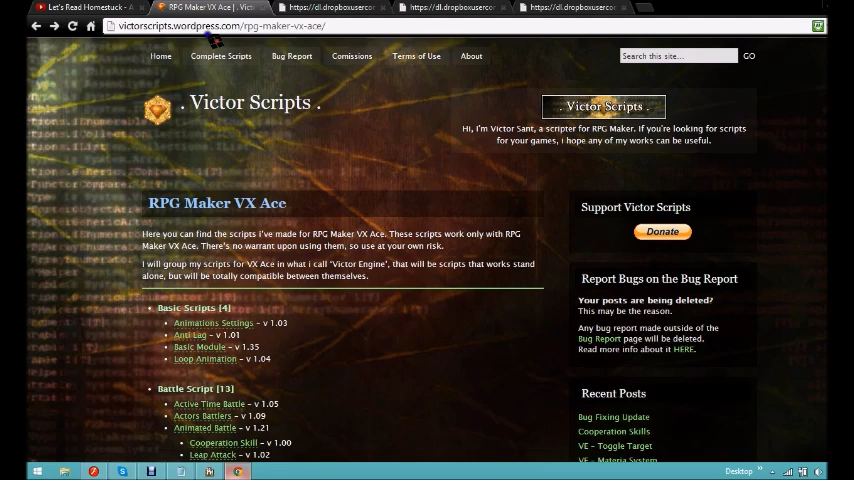 Let's Read Homestuck - A
RPG Maker VX Ace | . Victor
https://dl.dropboxusercor
https://dl.dropboxusercor
https://dl.dropboxusercor
victorscripts.wordpress.com/rpg-maker-vx-ace/
Home
Complete Scripts
Bug Report
Comissions
Terms of Use
About
Search this site...
GO
. Victor Scripts .
. Victor Scripts .
Hi, I'm Victor Sant, a scripter for RPG Maker. If you're looking for scripts
for your games, i hope any of my works can be useful.
RPG Maker VX Ace
Here you can find the scripts i've made for RPG Maker VX Ace. These scripts work only with RPG
Maker VX Ace. There's no warrant upon using them, so use at your own risk.
I will group my scripts for VX Ace in what i call 'Victor Engine', that will be scripts that works stand
alone, but will be totally compatible between themselves.
Basic Scripts [4]
Animations Settings – v 1.03
Anti Lag – v 1.01
Basic Module – v 1.35
Loop Animation – v 1.04
Battle Script [13]
Active Time Battle – v 1.05
Actors Battlers – v 1.09
Animated Battle – v 1.21
Cooperation Skill – v 1.00
Leap Attack – v 1.02
Support Victor Scripts
Donate
Report Bugs on the Bug Report
Your posts are being deleted?
This may be the reason.
Any bug report made outside of the
Bug Report page will be deleted.
Read more info about it HERE.
Recent Posts
Bug Fixing Update
Cooperation Skills
VE – Toggle Target
VE – Materia System
Desktop